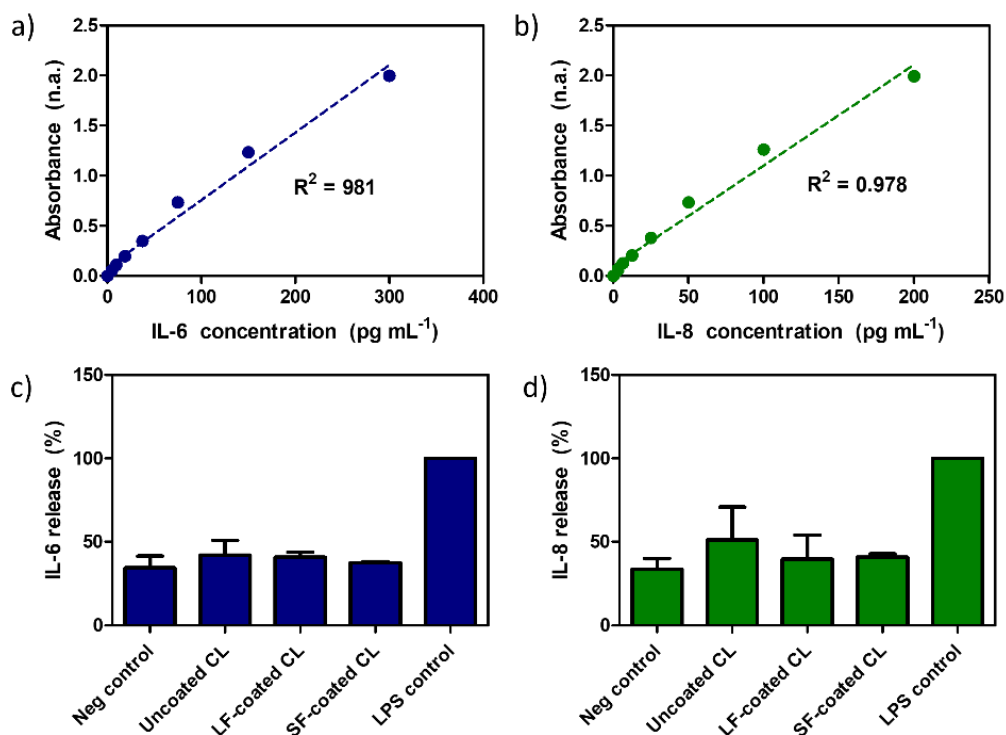 a)
2.5
2.0
1.5
1.0
0.5
0.0
Absorbance (n.a.)
R² = 981
0 100 200 300 400
IL-6 concentration (pg mL⁻¹)
b)
2.5
2.0
1.5
1.0
0.5
0.0
Absorbance (n.a.)
R² = 0.978
0 50 100 150 200 250
IL-8 concentration (pg mL⁻¹)
c)
150
100
50
0
IL-6 release (%)
Neg control
Uncoated CL
LF-coated CL
SF-coated CL
LPS control
d)
150
100
50
0
IL-8 release (%)
Neg control
Uncoated CL
LF-coated CL
SF-coated CL
LPS control